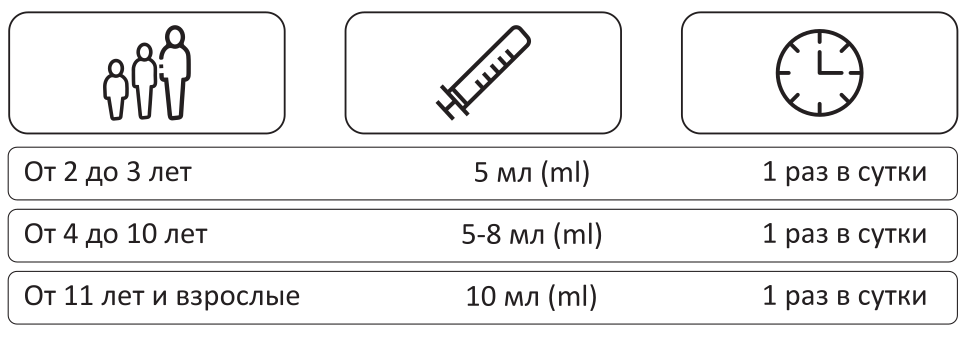 От 2 до 3 лет 5 мл (ml) 1 раз в сутки
От 4 до 10 лет 5-8 мл (ml) 1 раз в сутки
От 11 лет и взрослые 10 мл (ml) 1 раз в сутки